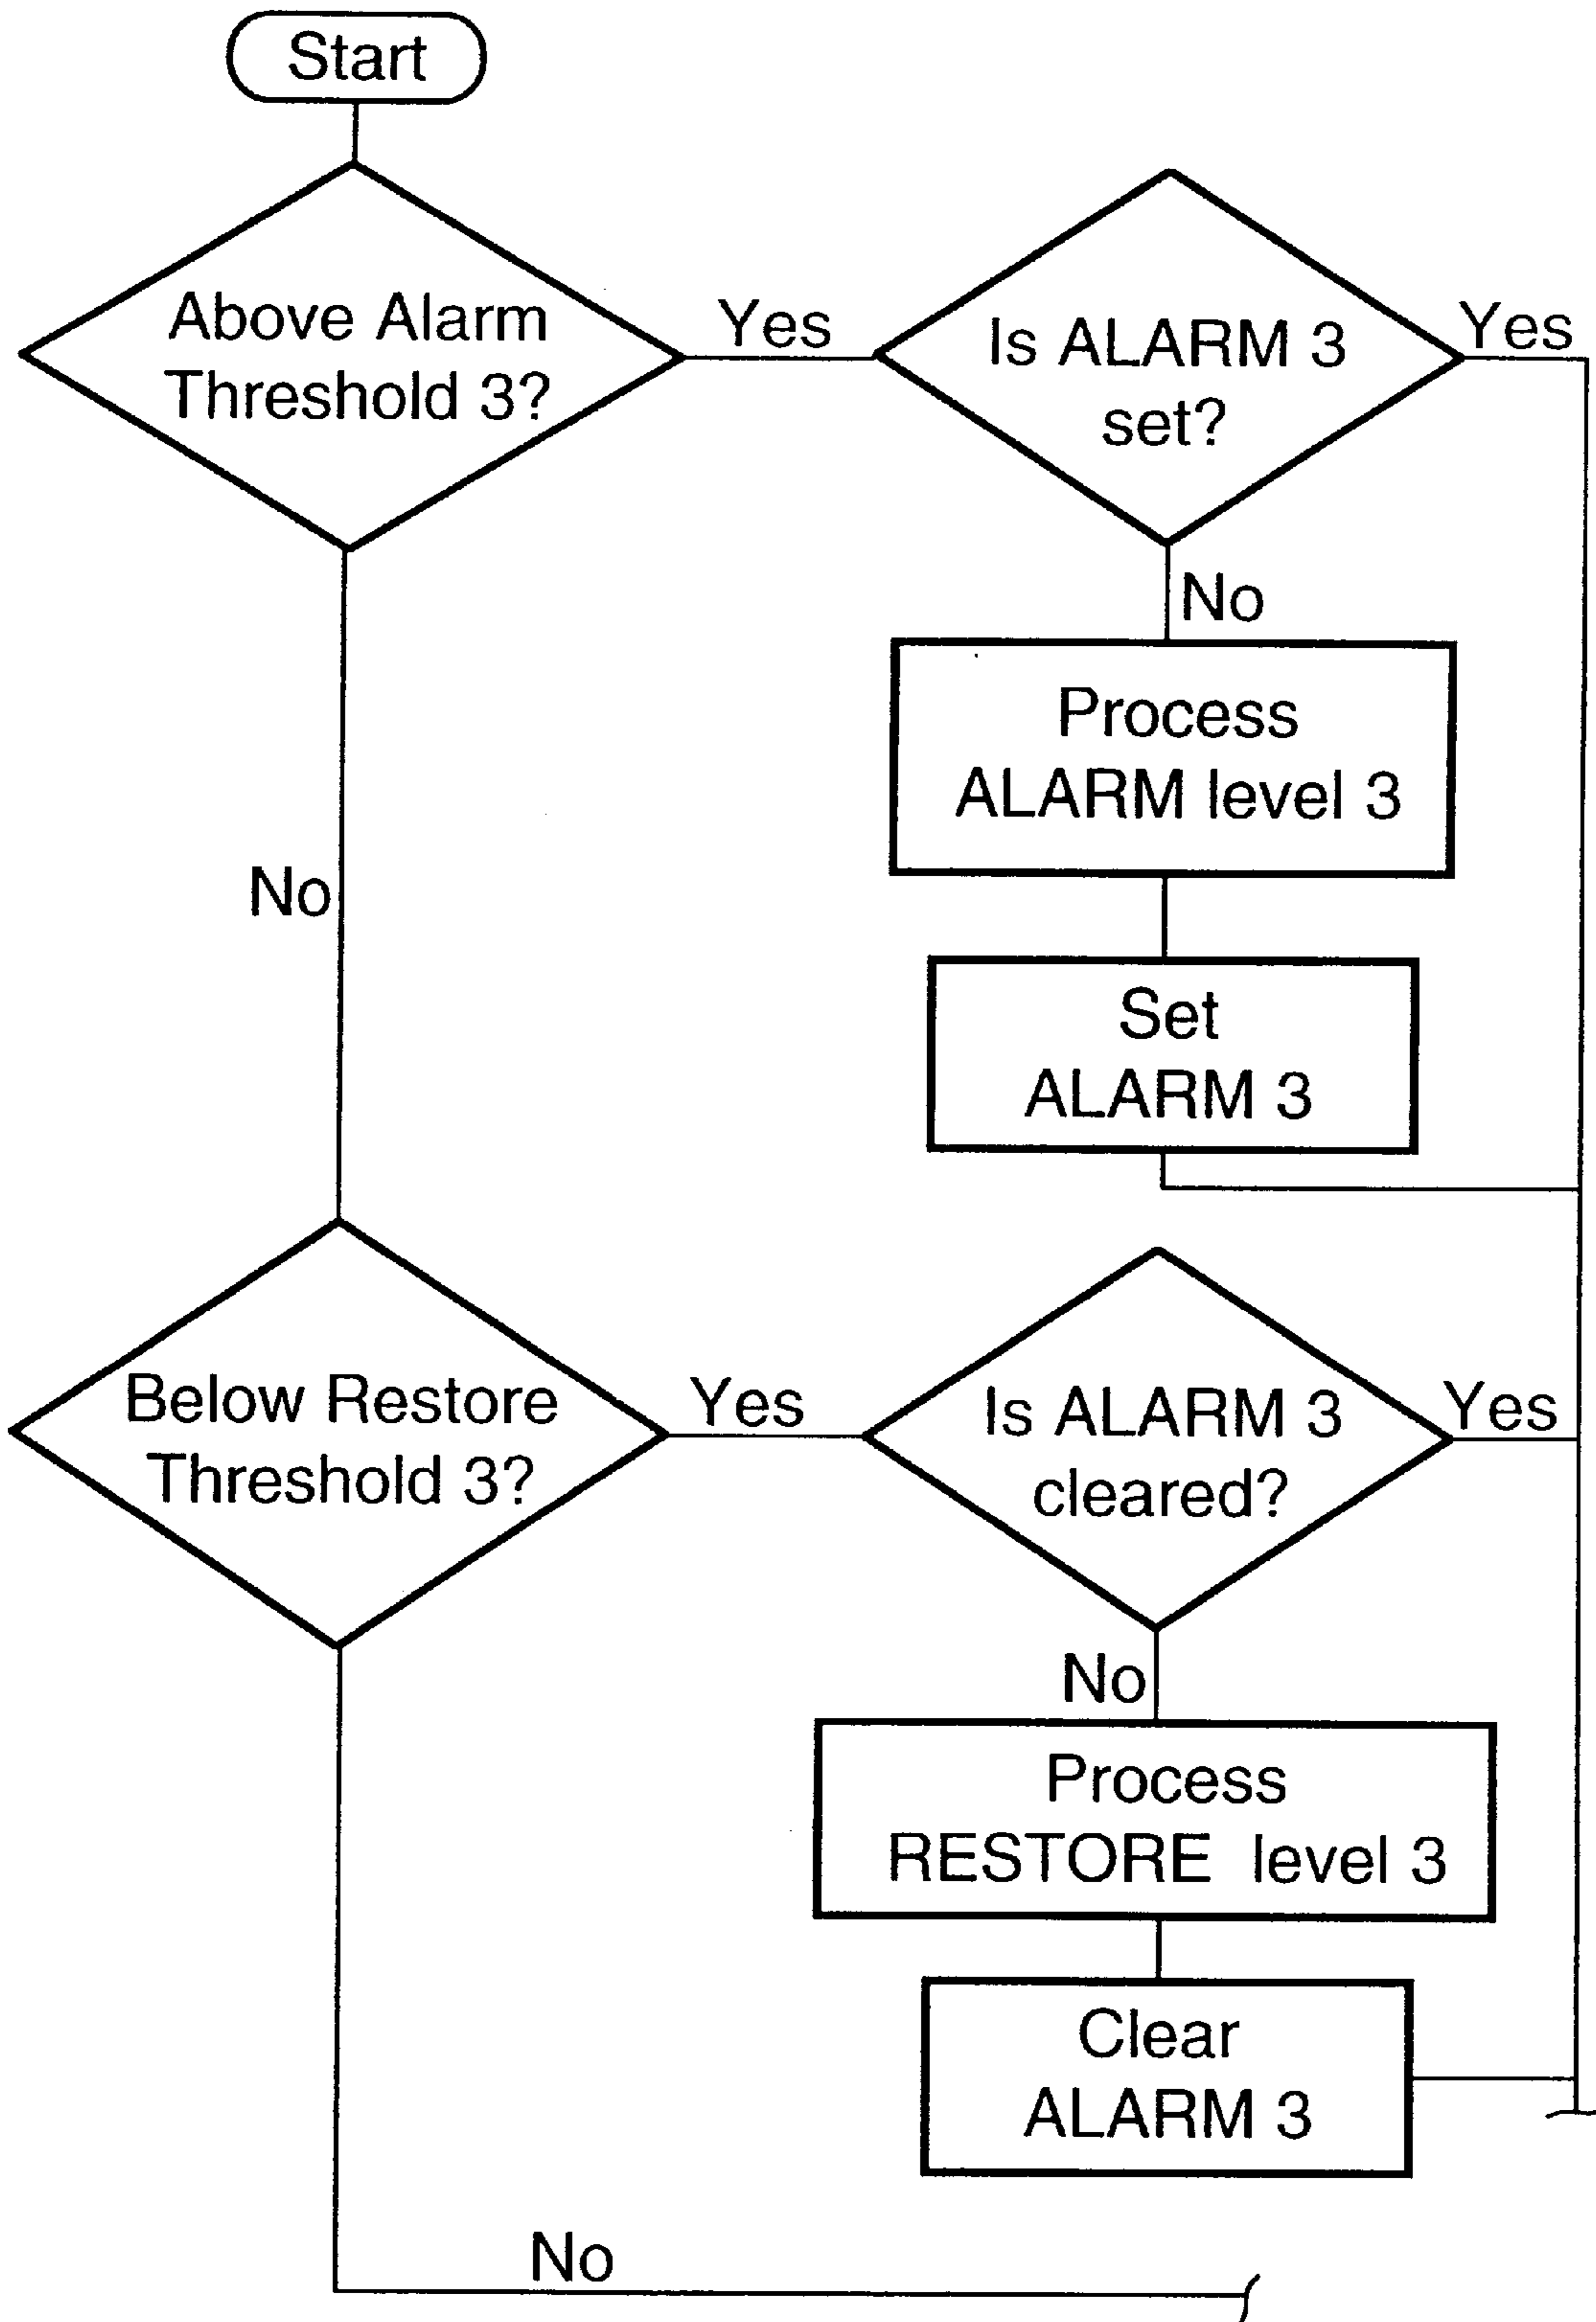 Start
Above Alarm
Threshold 3?
Yes
Is ALARM 3
set?
Yes
No
Process
ALARM level 3
No
Set
ALARM 3
Below Restore
Threshold 3?
Yes
Is ALARM 3
cleared?
Yes
No
Process
RESTORE level 3
Clear
ALARM 3
No